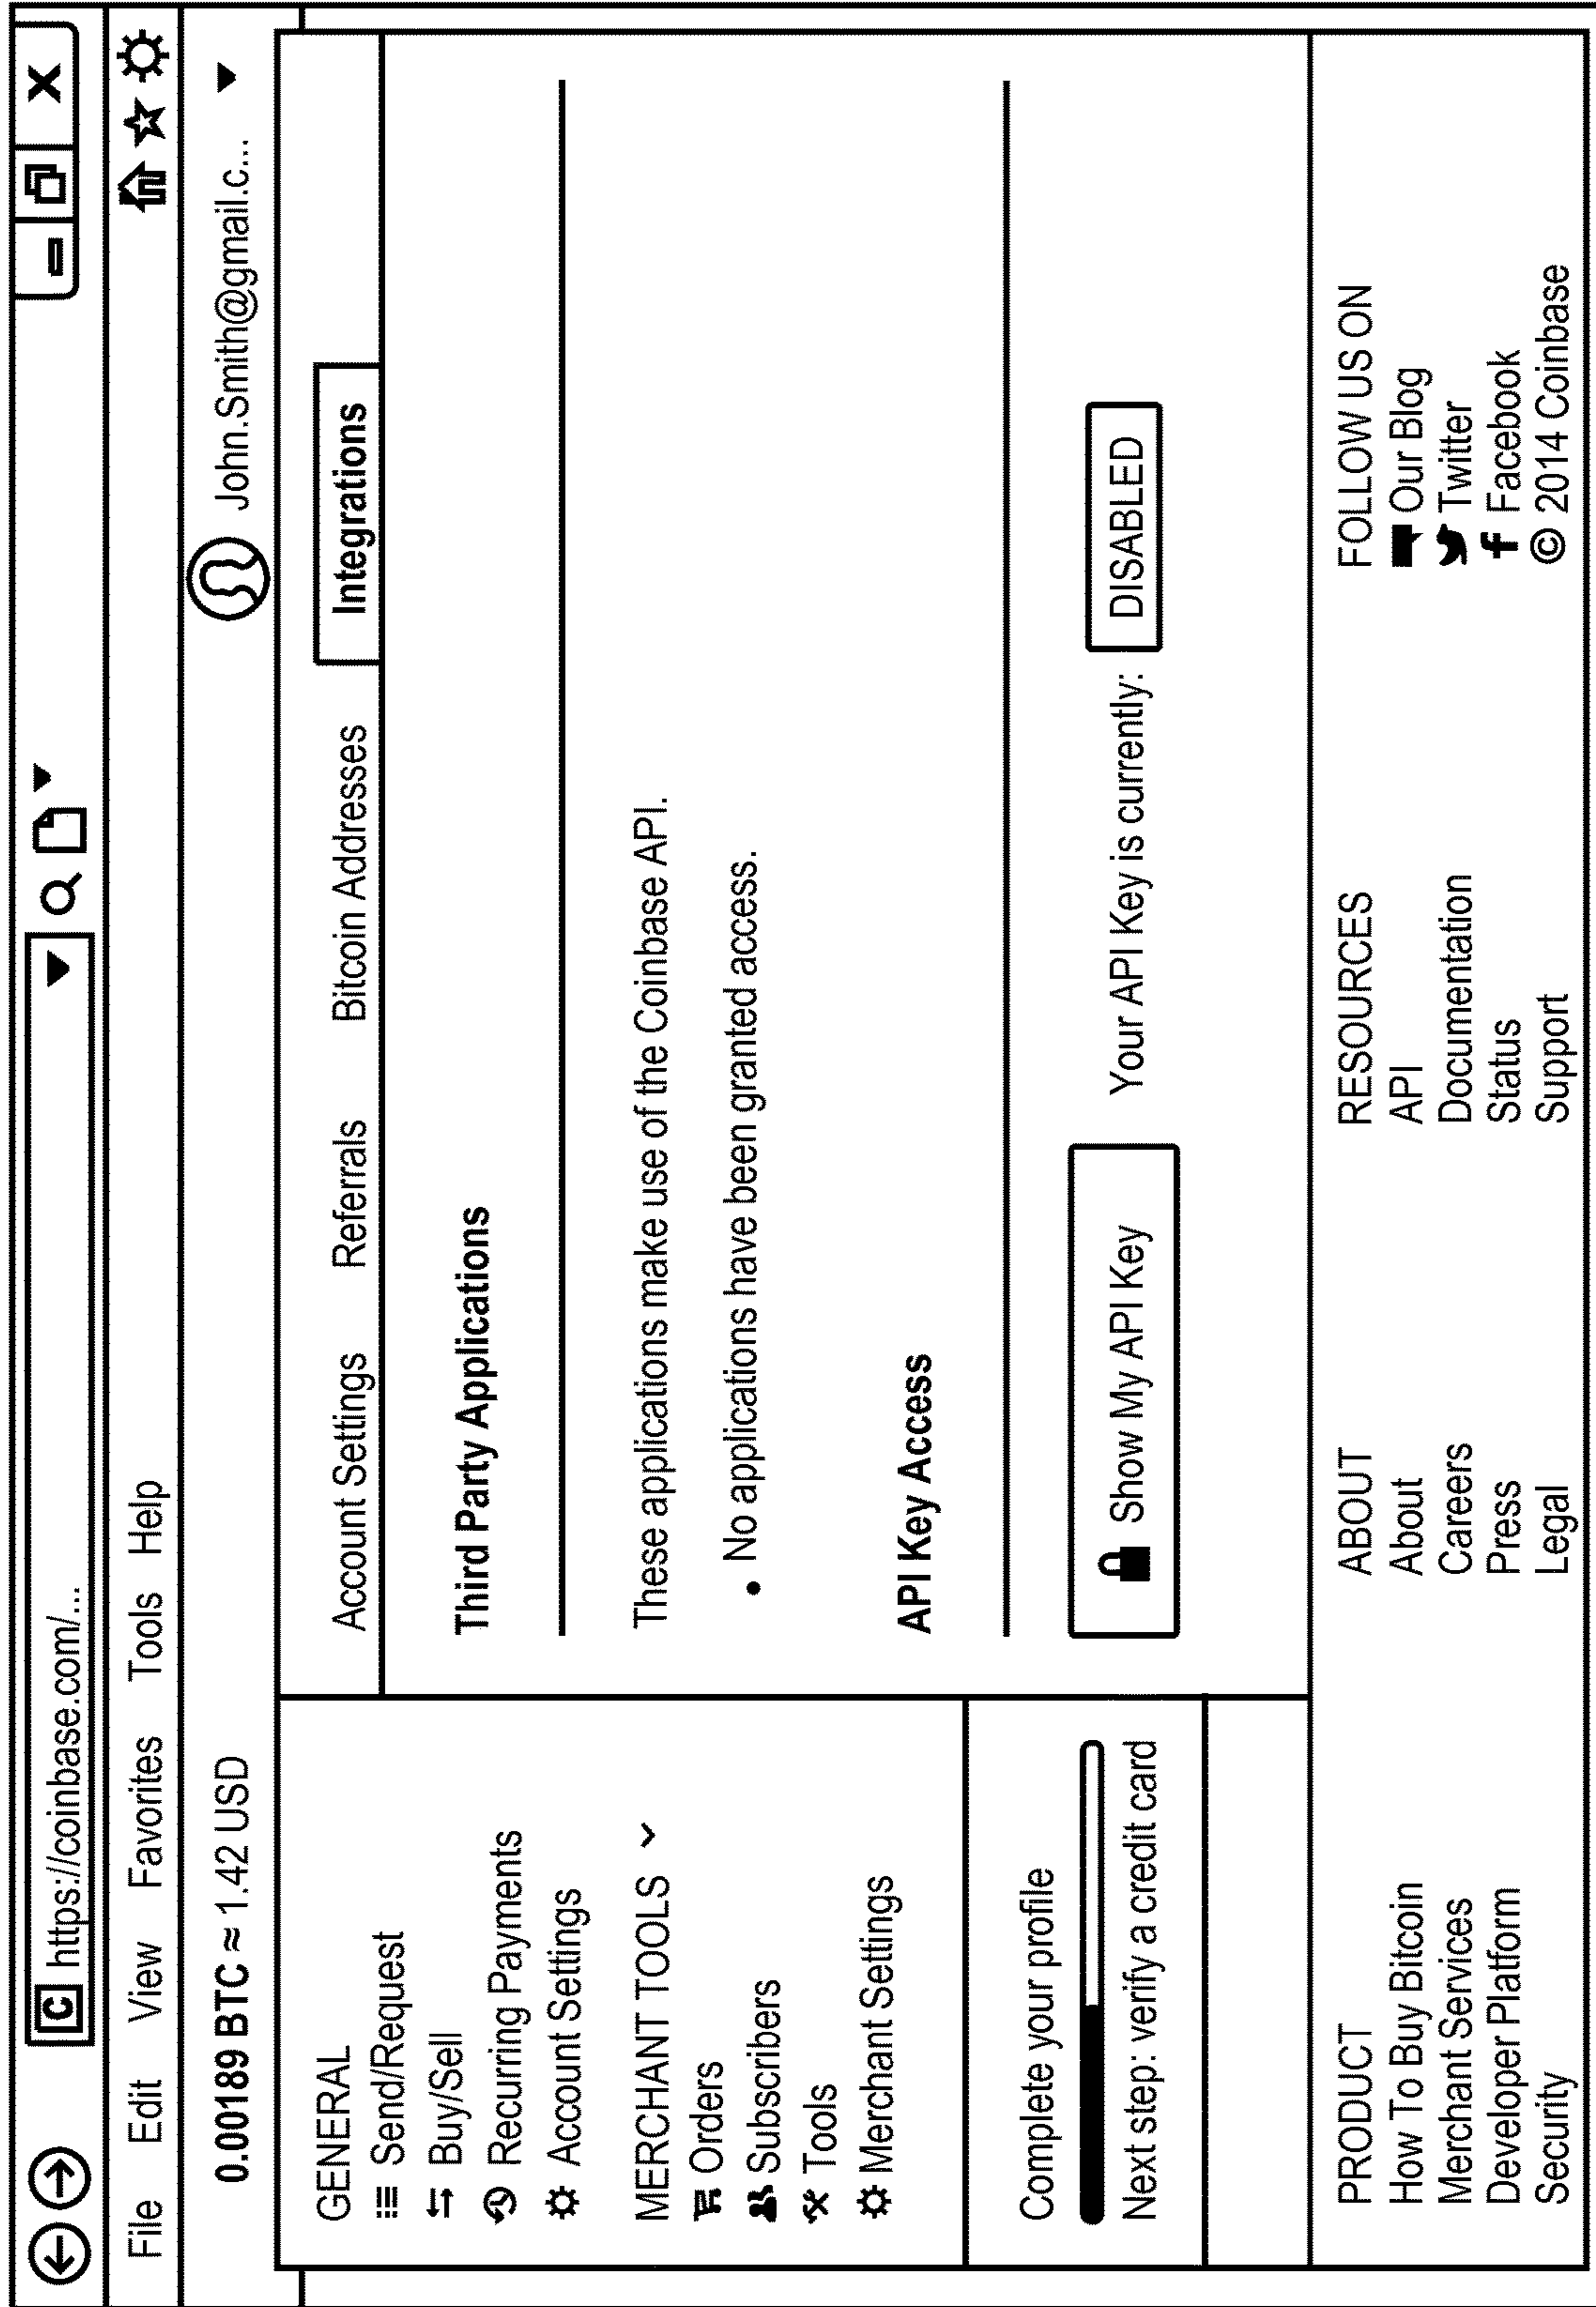 https://coinbase.com/...
File Edit View Favorites Tools Help
0.00189 BTC ≈ 1.42 USD
John.Smith@gmail.c...
GENERAL
Send/Request
Buy/Sell
Recurring Payments
Account Settings
MERCHANT TOOLS
Orders
Subscribers
Tools
Merchant Settings
Complete your profile
Next step: verify a credit card
Account Settings Referrals Bitcoin Addresses Integrations
Third Party Applications
These applications make use of the Coinbase API.
• No applications have been granted access.
API Key Access
Show My API Key Your API Key is currently: DISABLED
PRODUCT
How To Buy Bitcoin
Merchant Services
Developer Platform
Security
ABOUT
About
Careers
Press
Legal
RESOURCES
API
Documentation
Status
Support
FOLLOW US ON
Our Blog
Twitter
Facebook
© 2014 Coinbase